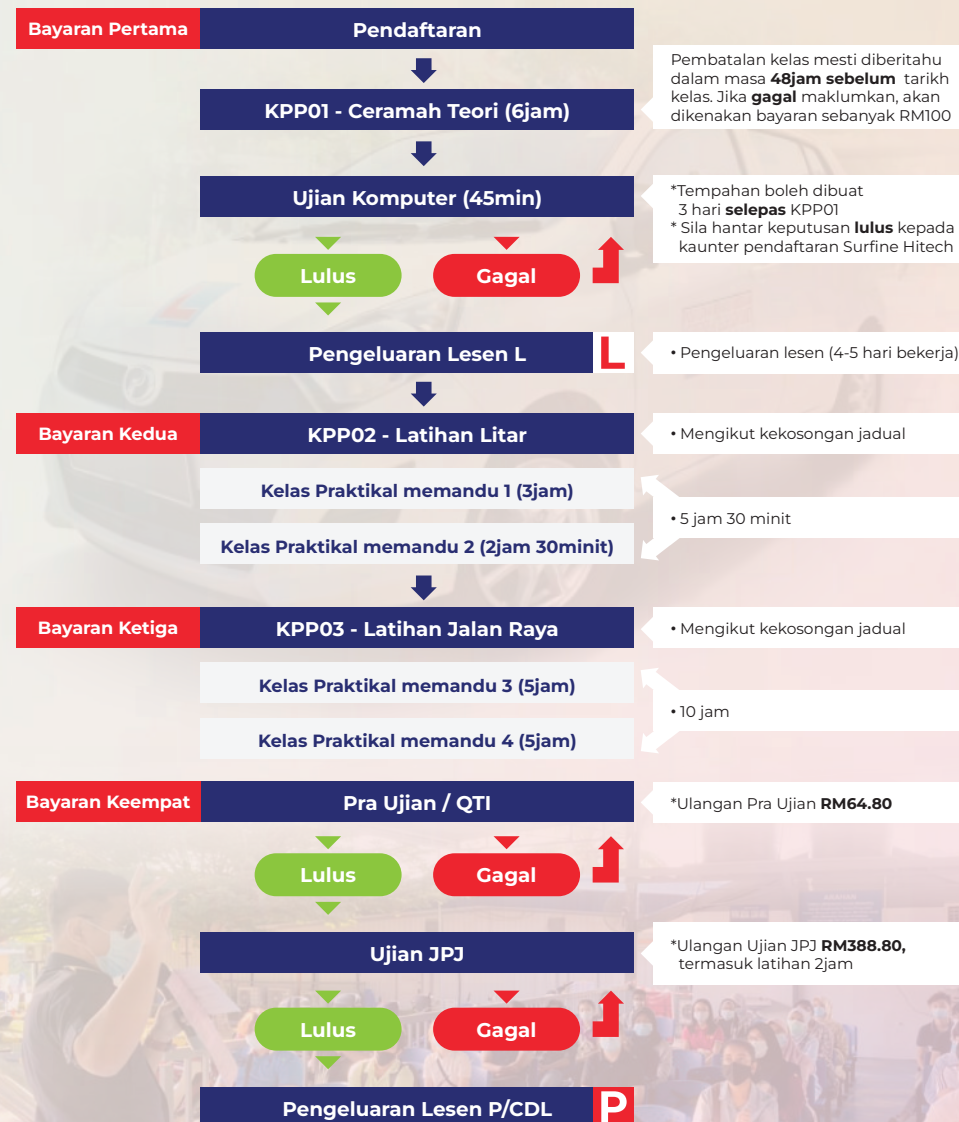 Bayaran Pertama
Pendaftaran
KPP01 - Ceramah Teori (6jam)
Pembatalan kelas mesti diberitahu
dalam masa 48jam sebelum tarikh
kelas. Jika gagal maklumkan, akan
dikenakan bayaran sebanyak RM100
Ujian Komputer (45min)
*Tempahan boleh dibuat
3 hari selepas KPP01
* Sila hantar keputusan lulus kepada
kaunter pendaftaran Surfine Hitech
Lulus
Gagal
Pengeluaran Lesen L
L
• Pengeluaran lesen (4-5 hari bekerja)
Bayaran Kedua
KPP02 - Latihan Litar
• Mengikut kekosongan jadual
Kelas Praktikal memandu 1 (3jam)
• 5 jam 30 minit
Kelas Praktikal memandu 2 (2jam 30minit)
Bayaran Ketiga
KPP03 - Latihan Jalan Raya
• Mengikut kekosongan jadual
Kelas Praktikal memandu 3 (5jam)
• 10 jam
Kelas Praktikal memandu 4 (5jam)
Bayaran Keempat
Pra Ujian / QTI
*Ulangan Pra Ujian RM64.80
Lulus
Gagal
Ujian JPJ
*Ulangan Ujian JPJ RM388.80,
termasuk latihan 2jam
Lulus
Gagal
Pengeluaran Lesen P/CDL
P